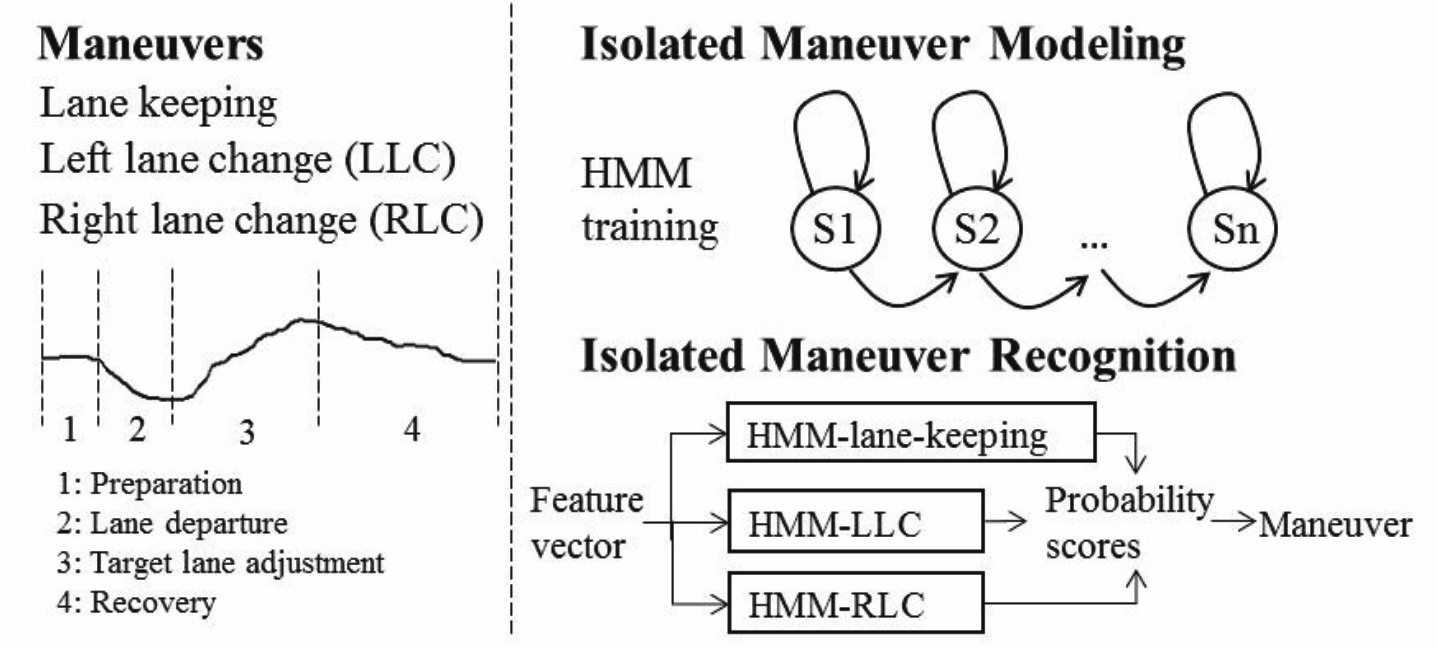 Maneuvers
Lane keeping
Left lane change (LLC)
Right lane change (RLC)
1 2 3 4
1: Preparation
2: Lane departure
3: Target lane adjustment
4: Recovery
Isolated Maneuver Modeling
HMM
training
S1 S2 ... Sn
Isolated Maneuver Recognition
Feature
vector
HMM-lane-keeping
HMM-LLC
HMM-RLC
Probability
scores
Maneuver